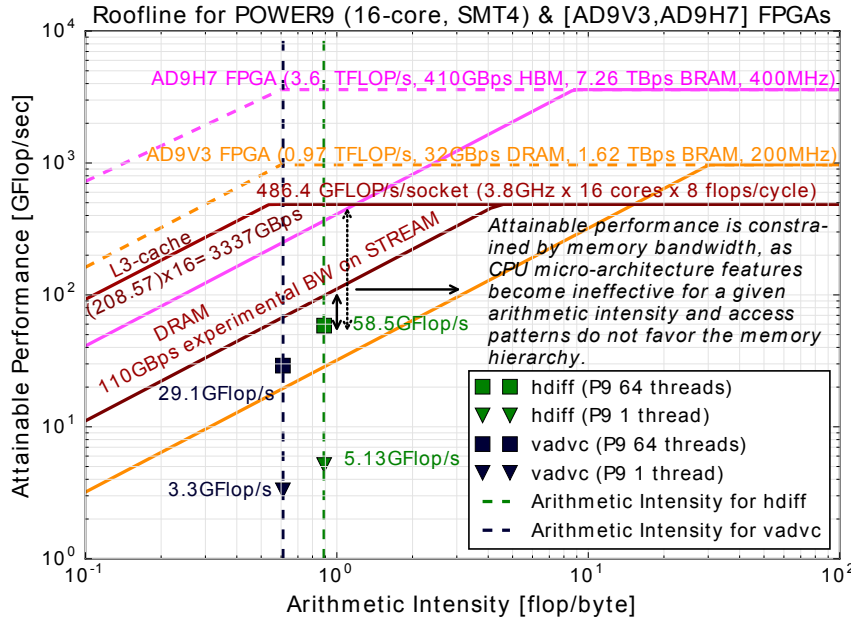 Roofline for POWER9 (16-core, SMT4) & [AD9V3,AD9H7] FPGAs
Attainable Performance [GFlop/sec]
10^4
10^3
10^2
10^1
10^0
AD9H7 FPGA (3.6 TFLOP/s, 410GBps HBM, 7.26 TBps BRAM, 400MHz)
AD9V3 FPGA (0.97 TFLOP/s, 32GBps DRAM, 1.62 TBps BRAM, 200MHz)
486.4 GFLOP/s/socket (3.8GHz x 16 cores x 8 flops/cycle)
L3-cache
(208.57)x16= 3337GBps
DRAM
110GBps experimental BW on STREAM
Attainable performance is constra-
ined by memory bandwidth, as
CPU micro-architecture features
become ineffective for a given
arithmetic intensity and access
patterns do not favor the memory
hierarchy.
58.5GFlop/s
29.1GFlop/s
5.13GFlop/s
3.3GFlop/s
hdiff (P9 64 threads)
hdiff (P9 1 thread)
vadvc (P9 64 threads)
vadvc (P9 1 thread)
Arithmetic Intensity for hdiff
Arithmetic Intensity for vadvc
10^-1
10^0
10^1
10^2
Arithmetic Intensity [flop/byte]